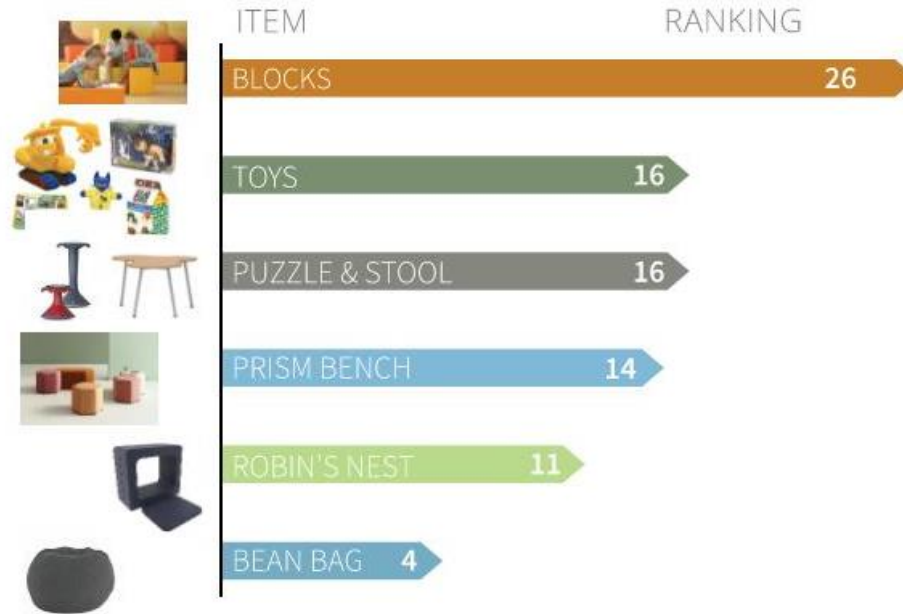 ITEM RANKING
BLOCKS 26
TOYS 16
PUZZLE & STOOL 16
PRISM BENCH 14
ROBIN'S NEST 11
BEAN BAG 4